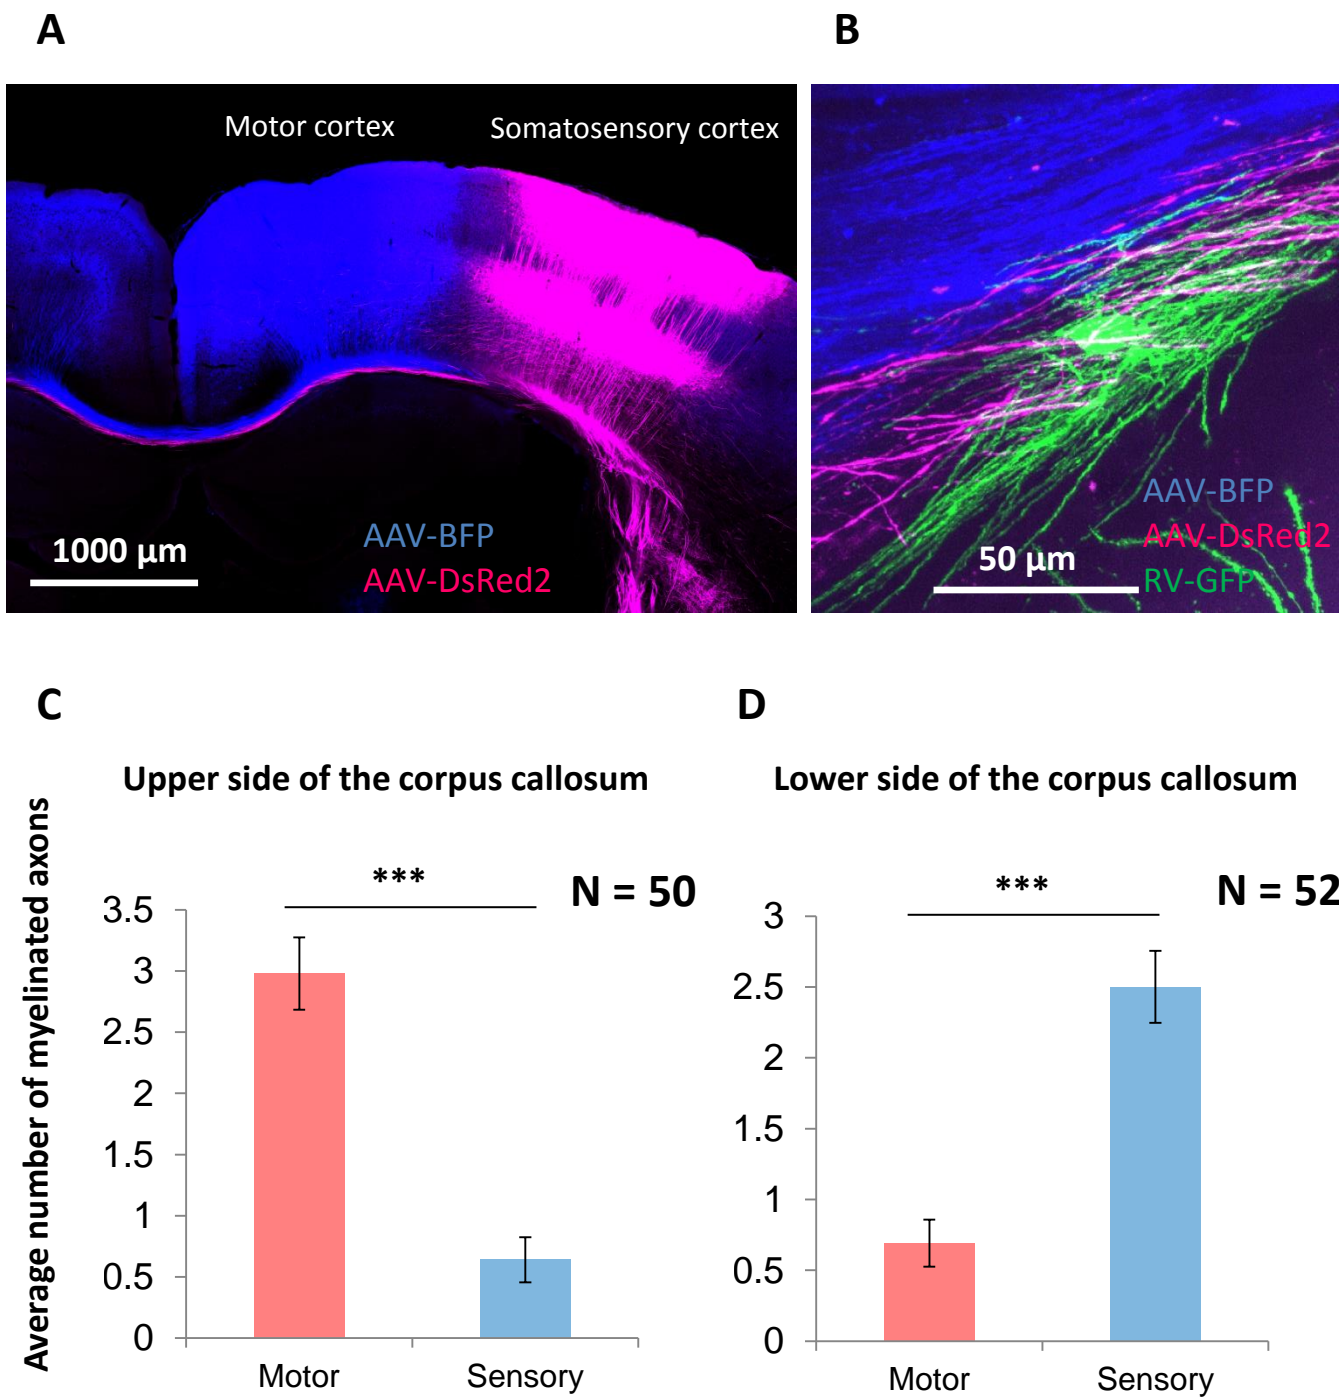 A
B
Motor cortex
Somatosensory cortex
AAV-BFP
AAV-DsRed2
1000 µm
AAV-BFP
AAV-DsRed2
RV-GFP
50 µm
C
D
Upper side of the corpus callosum
Average number of myelinated axons
***
N = 50
3.5
3
2.5
2
1.5
1
0.5
0
Motor
Sensory
Lower side of the corpus callosum
***
N = 52
3
2.5
2
1.5
1
0.5
0
Motor
Sensory